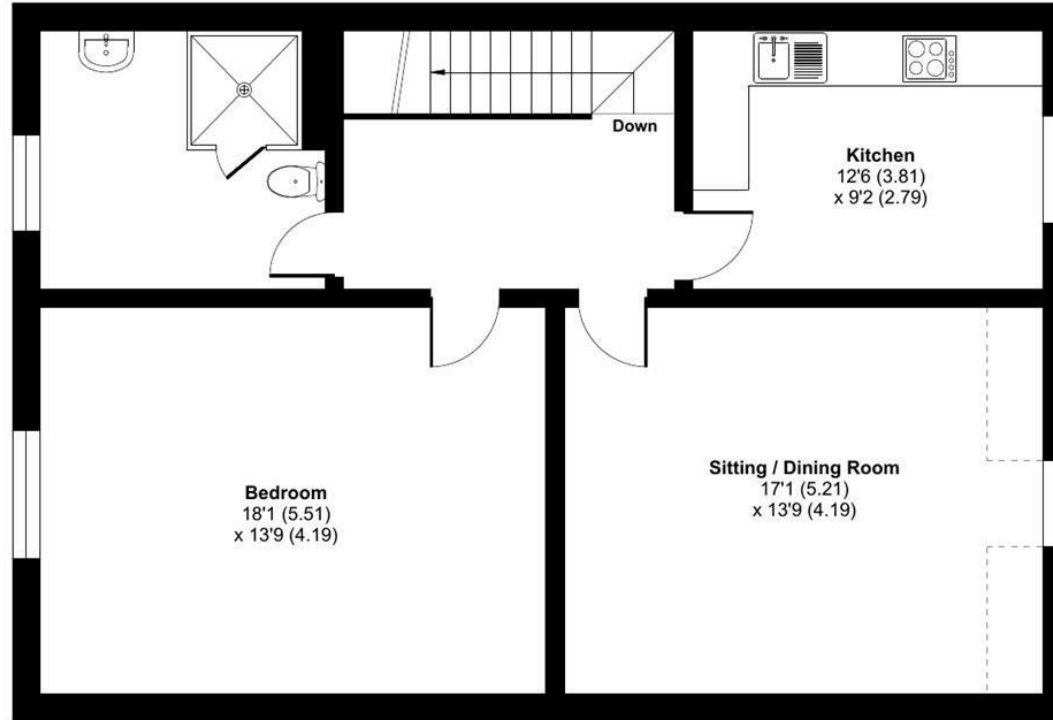 Down
Kitchen
12'6 (3.81)
x 9'2 (2.79)
Bedroom
18'1 (5.51)
x 13'9 (4.19)
Sitting / Dining Room
17'1 (5.21)
x 13'9 (4.19)